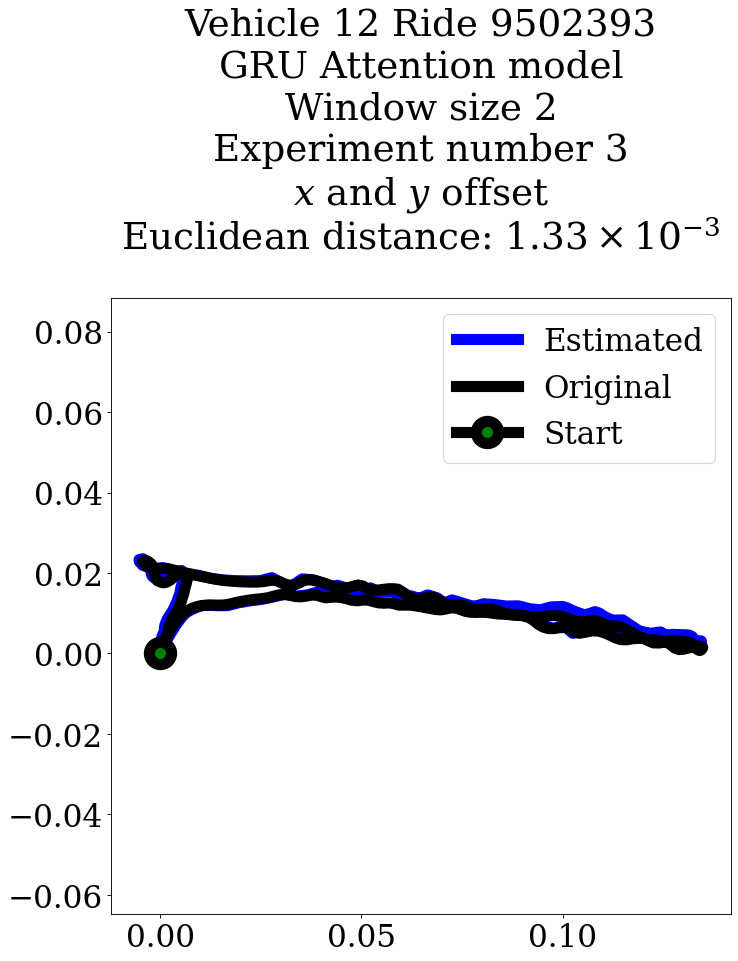 Vehicle 12 Ride 9502393
GRU Attention model
Window size 2
Experiment number 3
x and y offset
Euclidean distance: 1.33 × 10⁻³
Estimated
Original
Start
0.08
0.06
0.04
0.02
0.00
−0.02
−0.04
−0.06
0.00 0.05 0.10